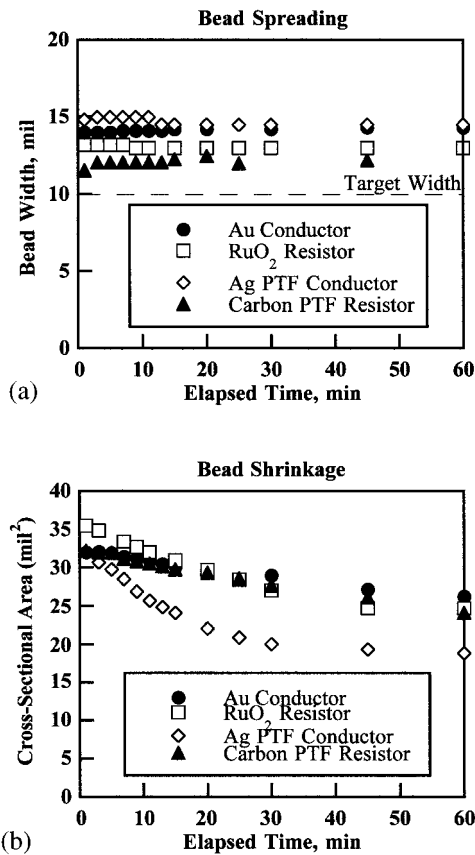 Bead Spreading
20
15
10
5
0
Bead Width, mil
Target Width
Au Conductor
RuO2 Resistor
Ag PTF Conductor
Carbon PTF Resistor
0 10 20 30 40 50 60
Elapsed Time, min
(a)
Bead Shrinkage
40
35
30
25
20
15
10
5
0
Cross-Sectional Area (mil²)
Au Conductor
RuO2 Resistor
Ag PTF Conductor
Carbon PTF Resistor
0 10 20 30 40 50 60
Elapsed Time, min
(b)